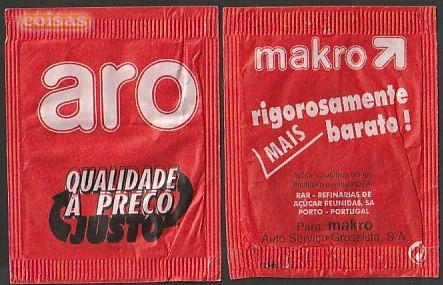 coisas
aro
QUALIDADE
A PREÇO
JUSTO
makro
rigorosamente
MAIS barato!
RAR - REFINARIAS DE
AÇÚCAR REUNIDAS, SA
PORTO - PORTUGAL
Para: makro
Auto Serviço Grossista, S.A.